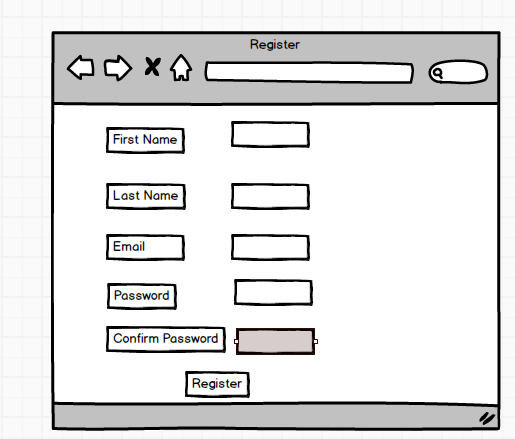 Register
First Name
Last Name
Email
Password
Confirm Password
Register